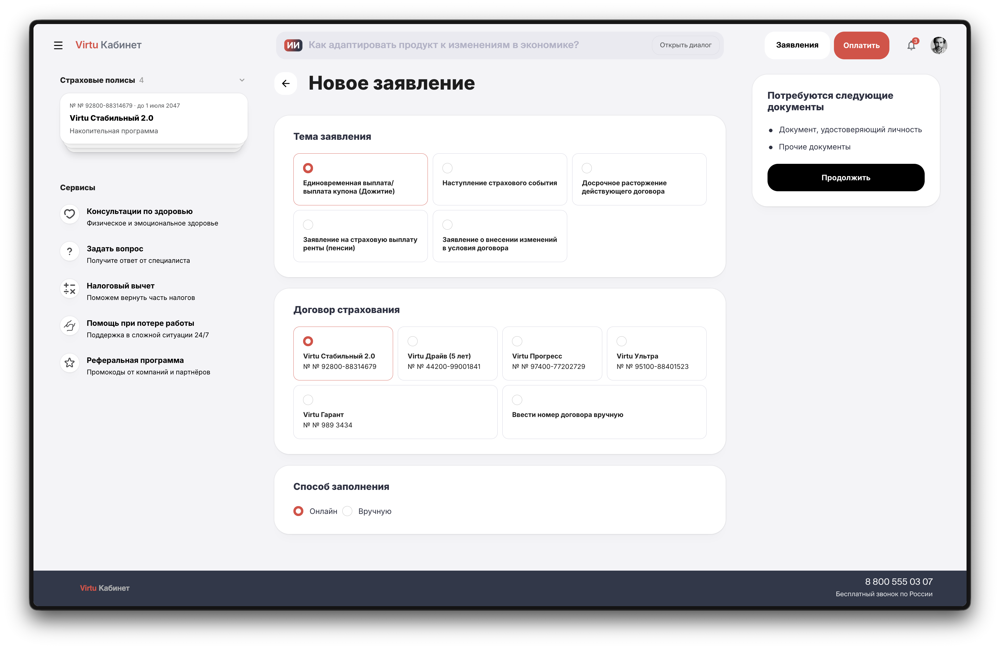 Virtu Кабинет
ИИ Как адаптировать продукт к изменениям в экономике?
Открыть диалог
Заявления
Оплатить
3
Страховые полисы 4
№ № 92800-88314679 · до 1 июля 2047
Virtu Стабильный 2.0
Накопительная программа
Сервисы
Консультации по здоровью
Физическое и эмоциональное здоровье
Задать вопрос
Получите ответ от специалиста
Налоговый вычет
Поможем вернуть часть налогов
Помощь при потере работы
Поддержка в сложной ситуации 24/7
Реферальная программа
Промокоды от компаний и партнёров
Новое заявление
Тема заявления
Единовременная выплата/
выплата купона (Дожитие)
Наступление страхового события
Досрочное расторжение
действующего договора
Заявление на страховую выплату
ренты (пенсии)
Заявление о внесении изменений
в условия договора
Договор страхования
Virtu Стабильный 2.0
№ № 92800-88314679
Virtu Драйв (5 лет)
№ № 44200-99001841
Virtu Прогресс
№ № 97400-77202729
Virtu Ультра
№ № 95100-88401523
Virtu Гарант
№ № 989 3434
Ввести номер договора вручную
Способ заполнения
Онлайн
Вручную
Потребуются следующие
документы
Документ, удостоверяющий личность
Прочие документы
Продолжить
Virtu Кабинет
8 800 555 03 07
Бесплатный звонок по России